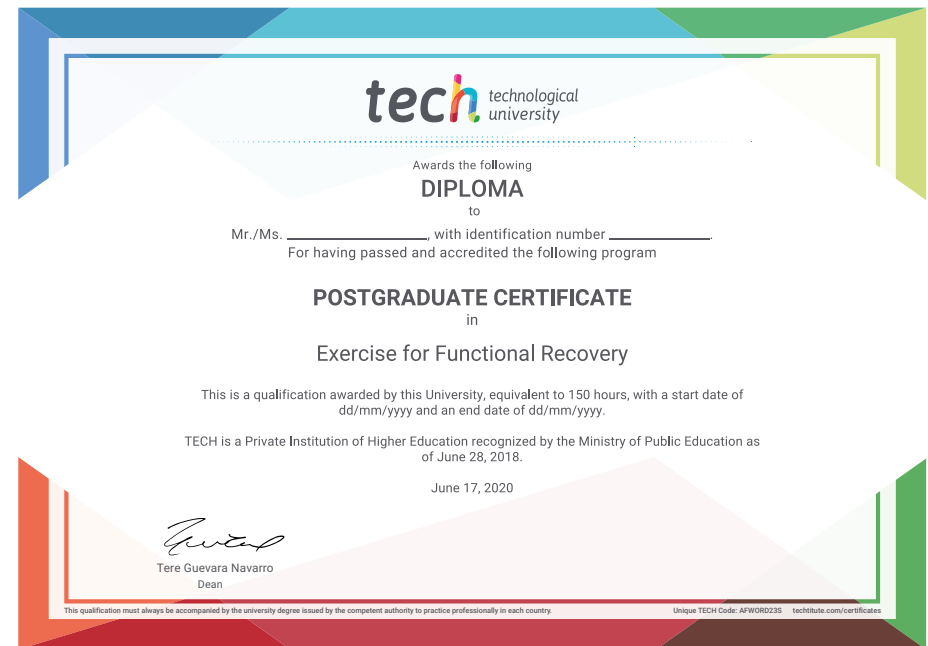 tech technological
university
Awards the following
DIPLOMA
to
Mr./Ms. _________________, with identification number ____________.
For having passed and accredited the following program
POSTGRADUATE CERTIFICATE
in
Exercise for Functional Recovery
This is a qualification awarded by this University, equivalent to 150 hours, with a start date of
dd/mm/yyyy and an end date of dd/mm/yyyy.
TECH is a Private Institution of Higher Education recognized by the Ministry of Public Education as
of June 28, 2018.
June 17, 2020
Tere Guevara Navarro
Dean
This qualification must always be accompanied by the university degree issued by the competent authority to practice professionally in each country. Unique TECH Code: AFWORD23S techtitute.com/certificates